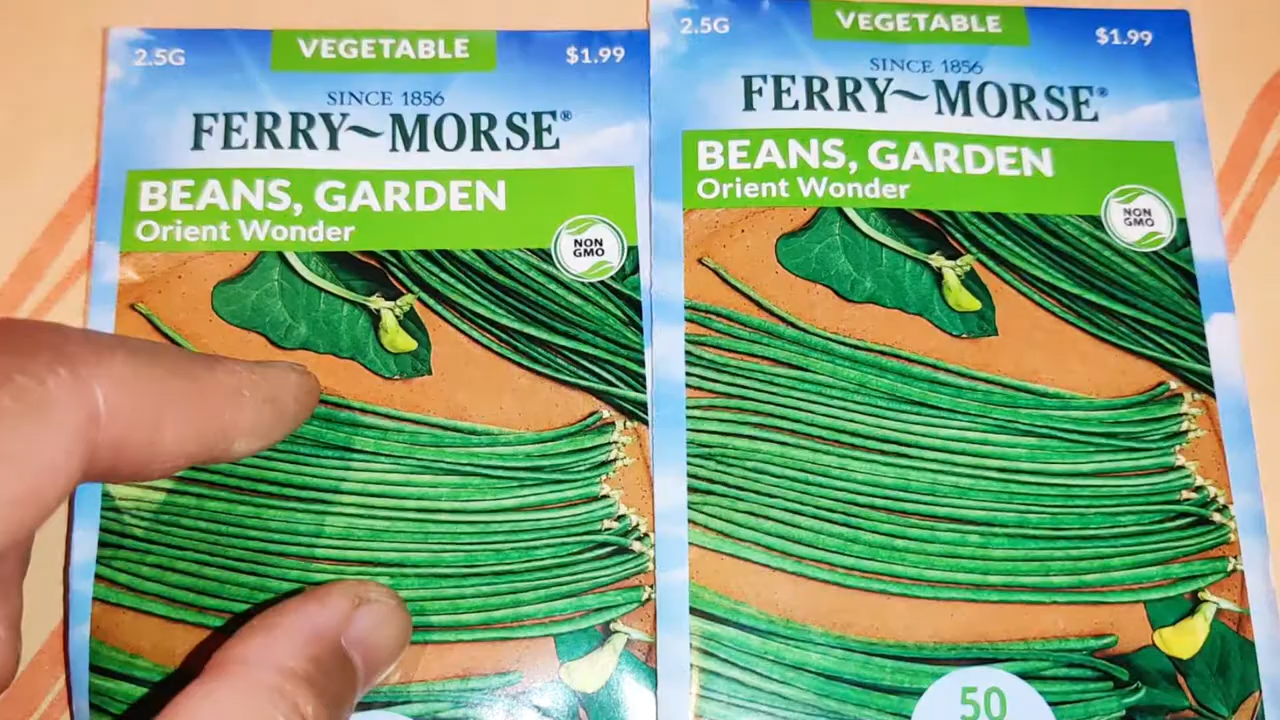 2.5G
VEGETABLE
$1.99
SINCE 1856
FERRY~MORSE®
BEANS, GARDEN
Orient Wonder
NON
GMO
2.5G
VEGETABLE
$1.99
SINCE 1856
FERRY~MORSE®
BEANS, GARDEN
Orient Wonder
NON
GMO
50